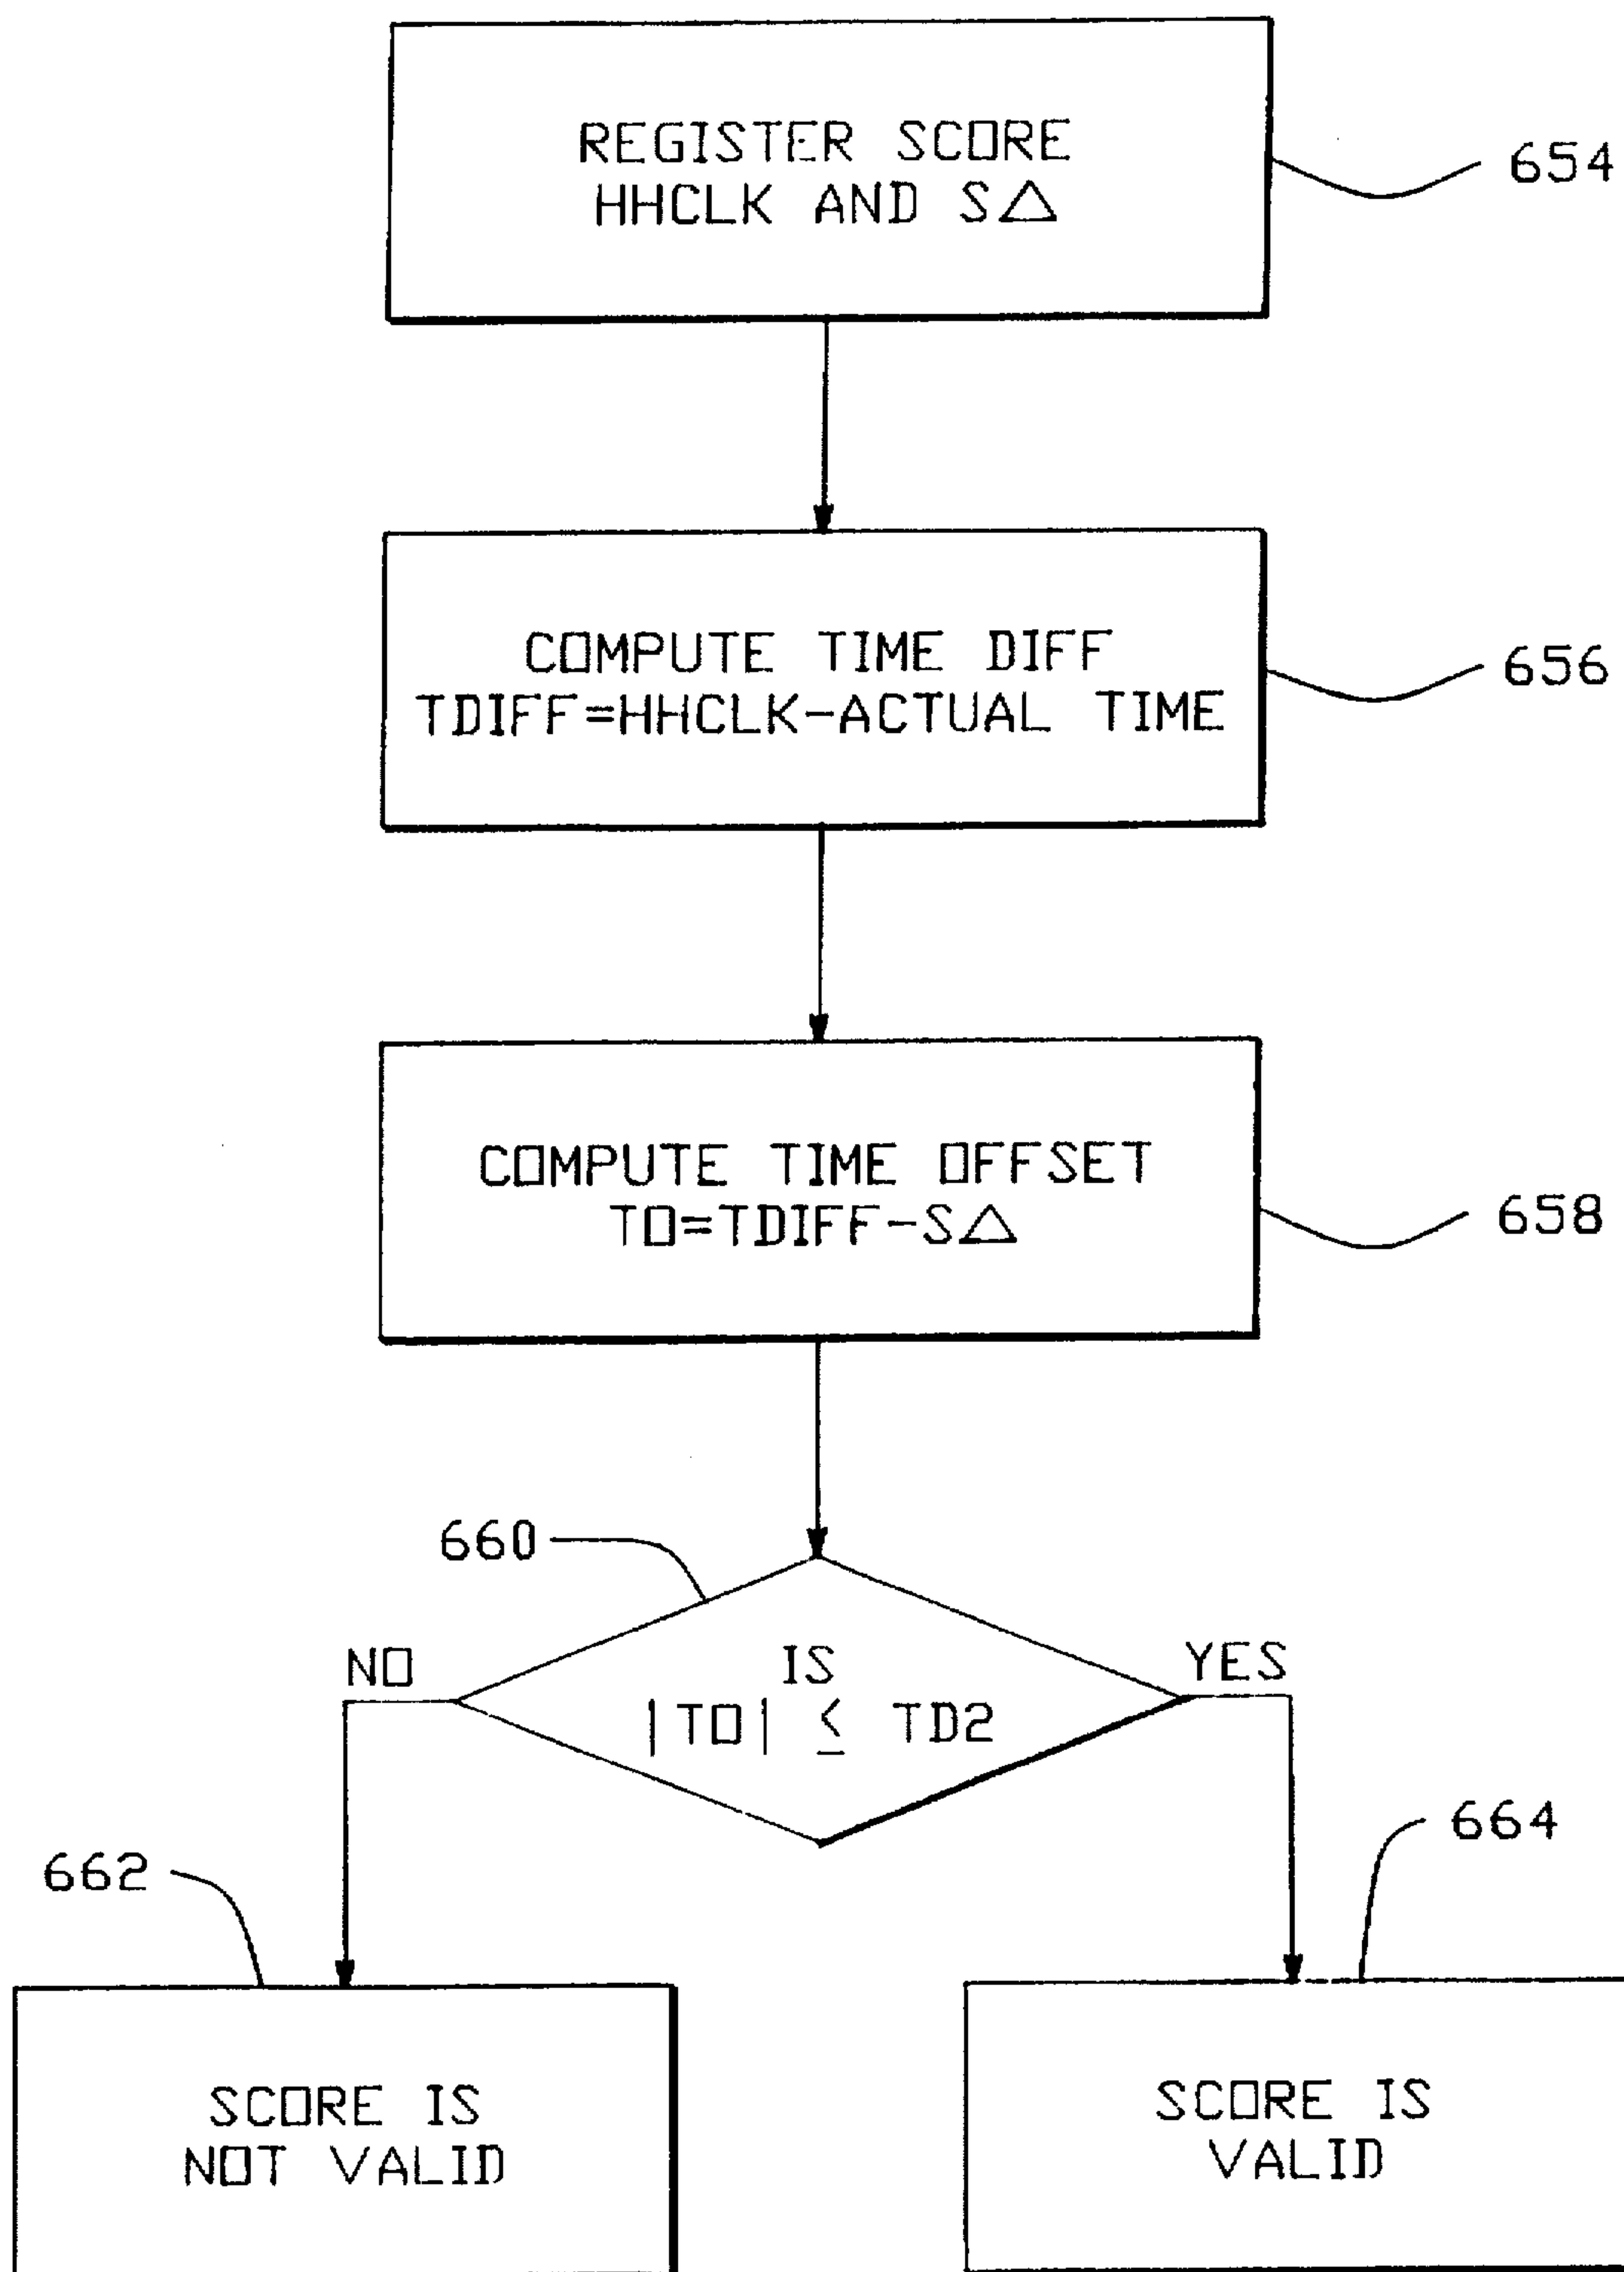 REGISTER SCORE
HHCLK AND S△
654
COMPUTE TIME DIFF
TDIFF=HHCLK-ACTUAL TIME
656
COMPUTE TIME OFFSET
TO=TDIFF-S△
658
660
NO
IS
|TO| ≤ TD2
YES
662
664
SCORE IS
NOT VALID
SCORE IS
VALID